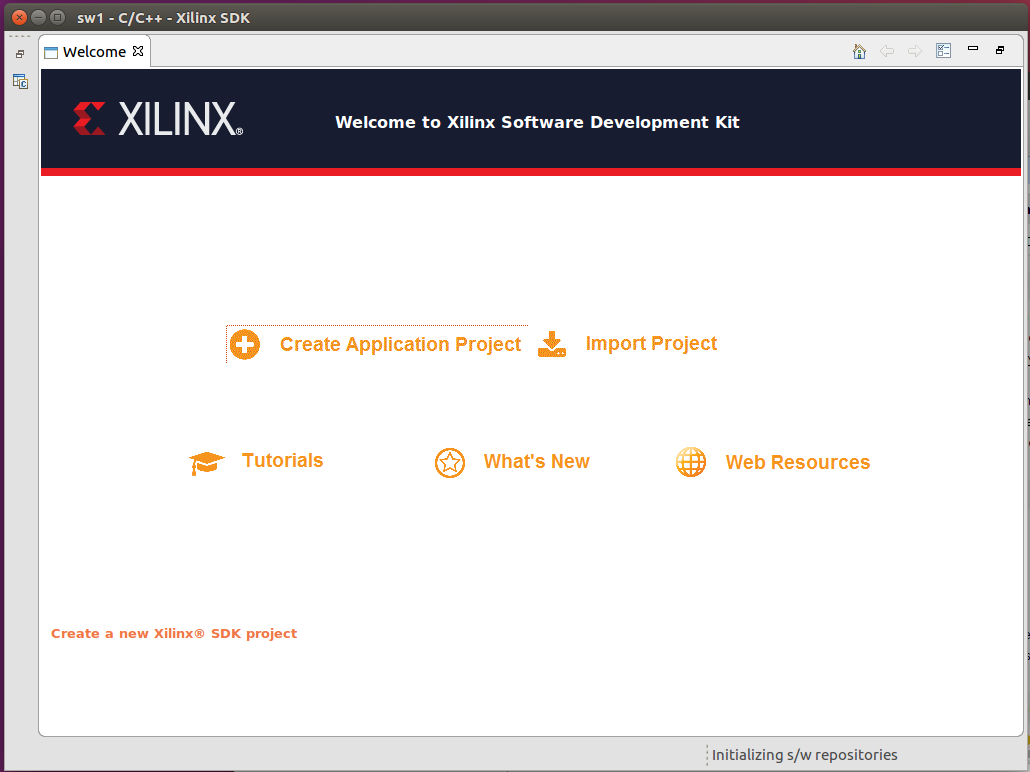 sw1 - C/C++ - Xilinx SDK
Welcome
XILINX®
Welcome to Xilinx Software Development Kit
Create Application Project
Import Project
Tutorials
What's New
Web Resources
Create a new Xilinx® SDK project
Initializing s/w repositories